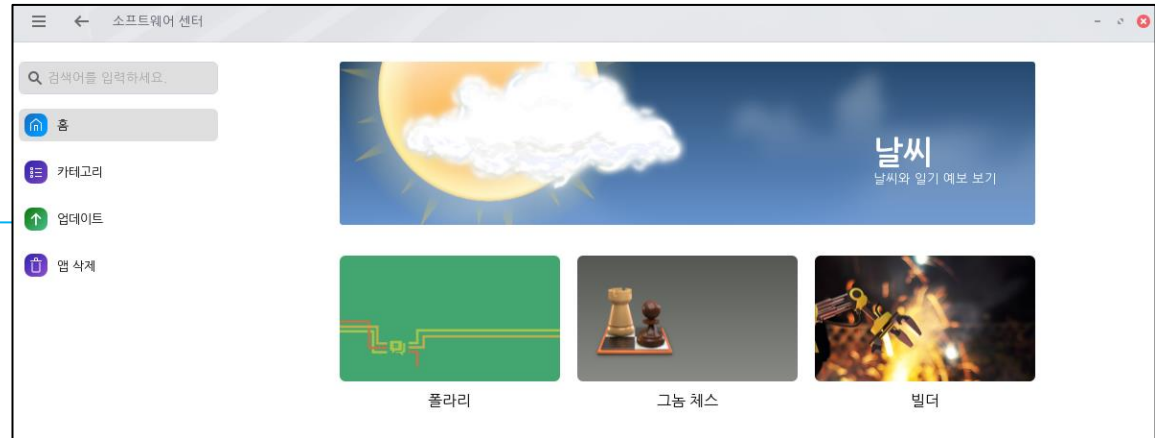 소프트웨어 센터
검색어를 입력하세요.
홈
카테고리
업데이트
앱 삭제
날씨
날씨와 일기 예보 보기
폴라리
그놈 체스
빌더